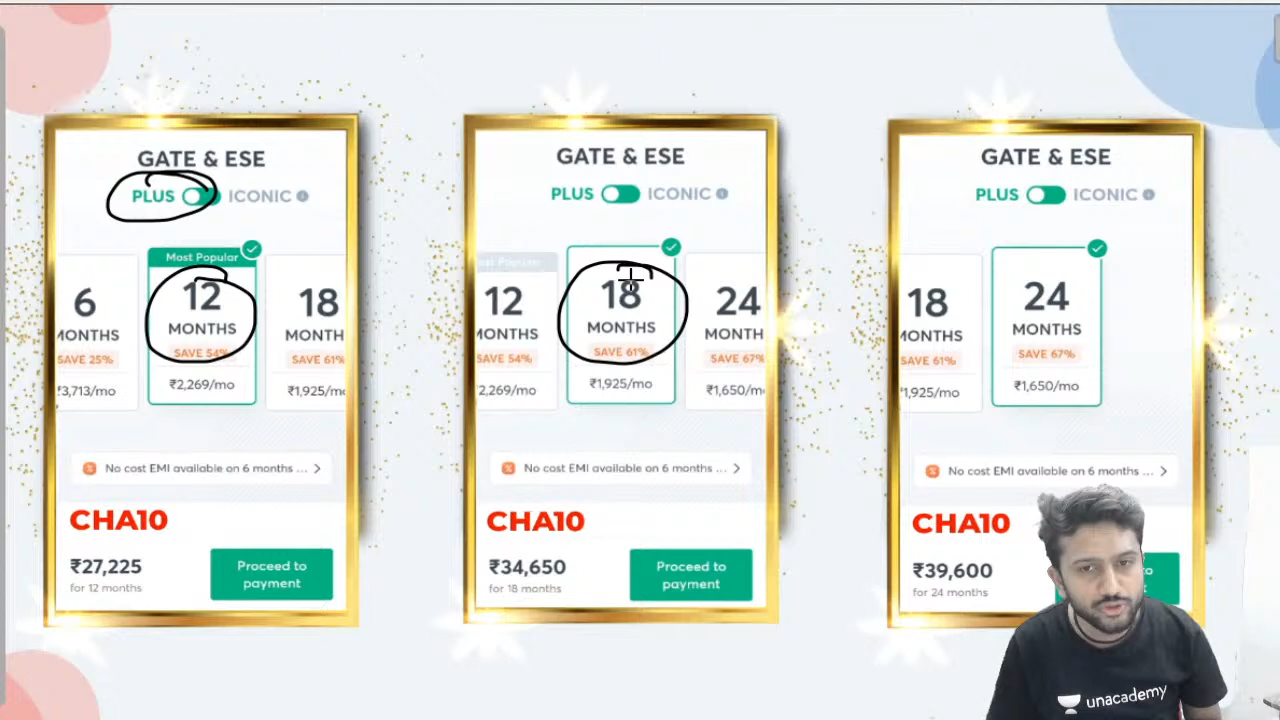 GATE & ESE
PLUS ICONIC
Most Popular
6 MONTHS SAVE 25% ₹3,713/mo
12 MONTHS SAVE 54% ₹2,269/mo
18 MONTHS SAVE 61% ₹1,925/mo
No cost EMI available on 6 months ...
CHA10
₹27,225
for 12 months
Proceed to
payment
GATE & ESE
PLUS ICONIC
ost Popular
12 MONTHS SAVE 54% 2,269/mo
18 MONTHS SAVE 61% ₹1,925/mo
24 MONTH SAVE 67% ₹1,650/mo
No cost EMI available on 6 months ...
CHA10
₹34,650
for 18 months
Proceed to
payment
GATE & ESE
PLUS ICONIC
18 MONTHS SAVE 61% 1,925/mo
24 MONTHS SAVE 67% ₹1,650/mo
No cost EMI available on 6 months ...
CHA10
₹39,600
for 24 months
to
unacademy